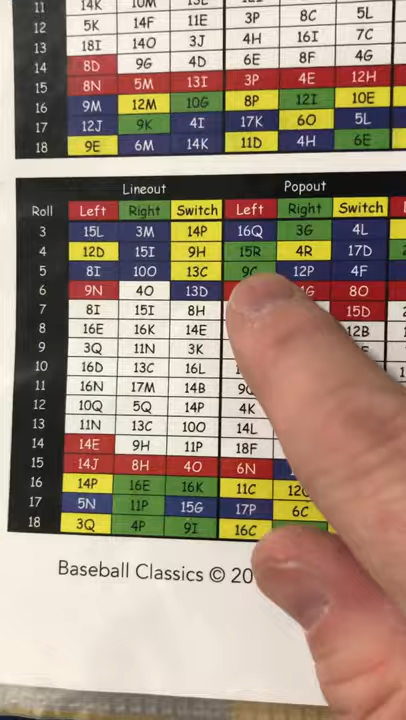 11 14K 10M 13L
12 5K 14F 11E 3P 8C 5L
13 18I 14O 3J 4H 16I 7C
14 8D 9G 4D 6E 8F 4G
15 8N 5M 13I 3P 4E 12H
16 9M 12M 10G 8P 12I 10E
17 12J 9K 4I 17K 6O 5L
18 9E 6M 14K 11D 4H 6E
Lineout Popout
Roll Left Right Switch Left Right Switch
3 15L 3M 14P 16Q 3G 4L
4 12D 15I 9H 15R 4R 17D
5 8I 10O 13C 9C 12P 4F
6 9N 4O 13D 8O
7 8I 15I 8H 15D
8 16E 16K 14E 12B
9 3Q 11N 3K
10 16D 13C 16L
11 16N 17M 14B
12 10Q 5Q 14P 4K
13 11N 13C 10O 14L
14 14E 9H 11P 18F
15 14J 8H 4O 6N
16 14P 16E 16K 11C
17 5N 11P 15G 17P 6C
18 3Q 4P 9I 16C
Baseball Classics © 20